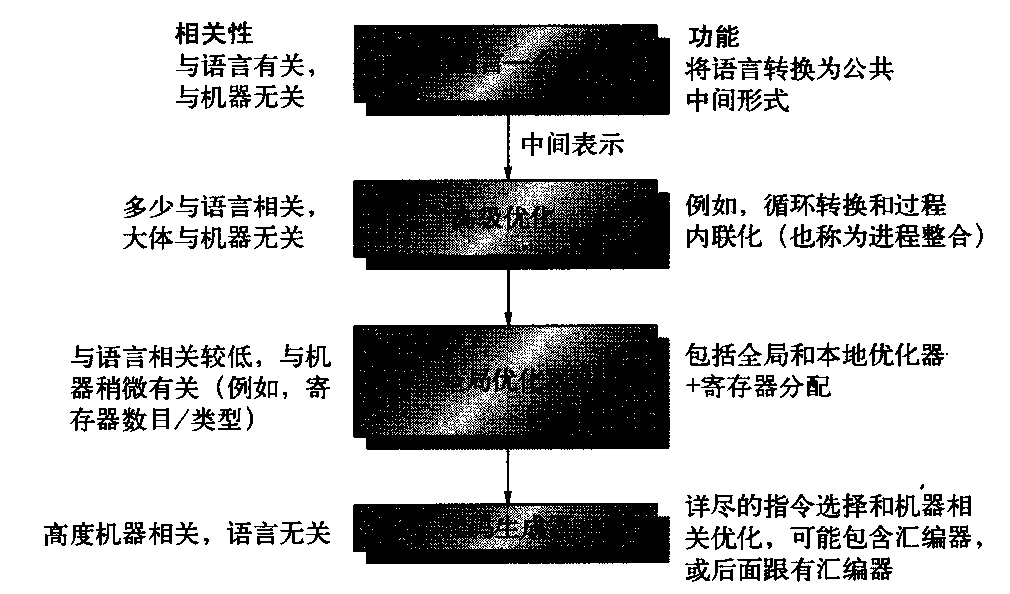 相关性
与语言有关，
与机器无关
功能
将语言转换为公共
中间形式
中间表示
多少与语言相关，
大体与机器无关
级优化
例如，循环转换和过程
内联化（也称为进程整合）
与语言相关较低，与机
器稍微有关（例如，寄
存器数目/类型）
局优化
包括全局和本地优化器
+寄存器分配
高度机器相关，语言无关
生成
详尽的指令选择和机器相
关优化，可能包含汇编器，
或后面跟有汇编器